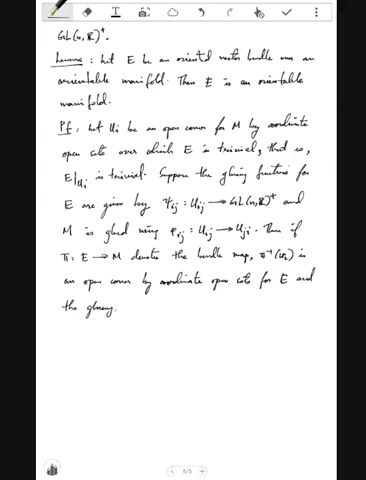 GL(n,R)⁺.
Lemma : Let E be an oriented vector bundle over an
orientable manifold. Then E is an orientable
manifold.
Pf : Let Ui be an open cover for M by coordinate
open sets over which E is trivial, that is,
E|Ui is trivial. Suppose the gluing functions for
E are given by Ψij : Uij → GL(n,R)⁺ and
M is glued using φij : Uij → Uji. Then if
π : E → M denotes the bundle map, π⁻¹(Ui) is
an open cover by coordinate open sets for E and
the gluing
5/5